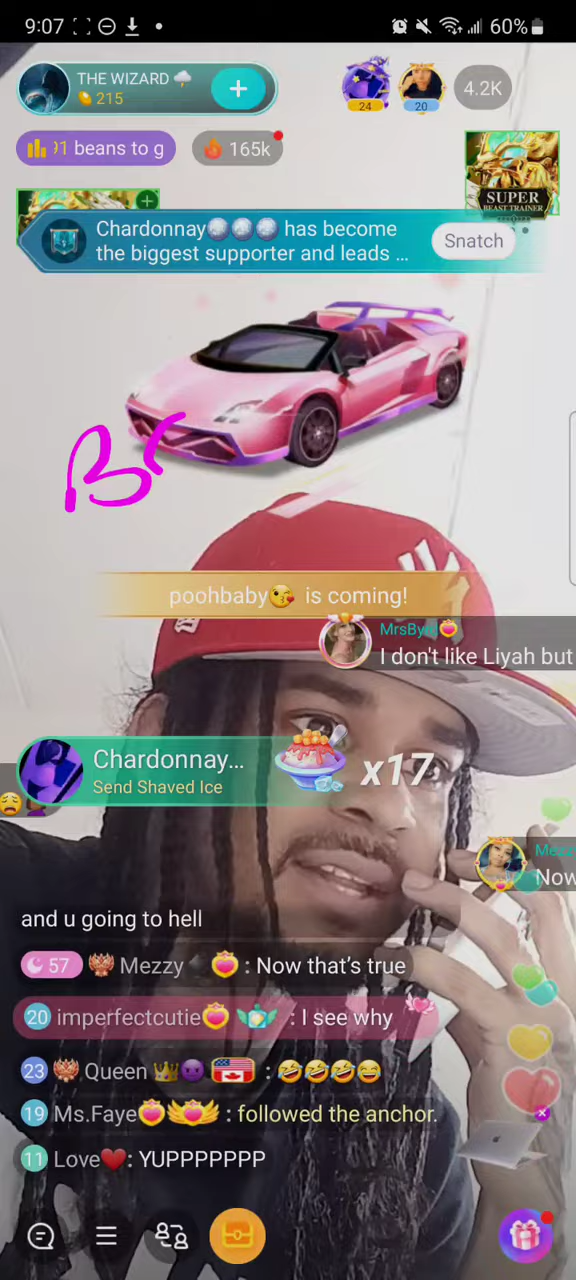 9:07
60%
THE WIZARD
215
24
20
4.2K
91 beans to g
165k
SUPER
BEAST TRAINER
Chardonnay has become
the biggest supporter and leads ...
Snatch
poohbaby😘 is coming!
I don't like Liyah but
Chardonnay...
Send Shaved Ice
x17
Now
and u going to hell
57 Mezzy : Now that’s true
20 imperfectcutie : I see why
23 Queen 👑😈 : 🤣🤣🤣😂
19 Ms.Faye : followed the anchor.
11 Love❤️: YUPPPPPPP